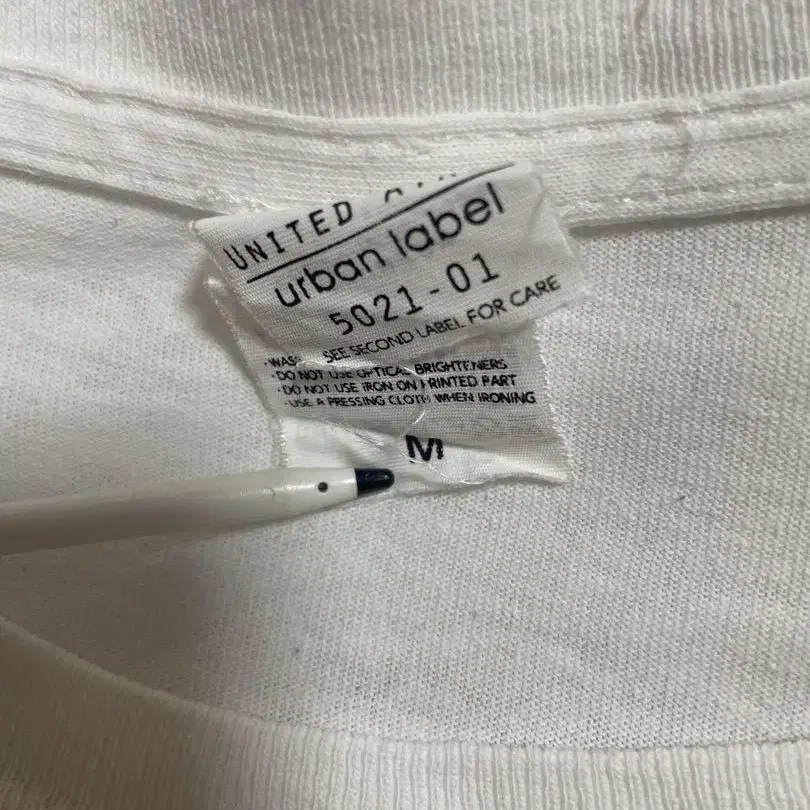 UNITED
urban label
5021-01
SEE SECOND LABEL FOR CARE
·WAS
·DO NOT USE OPTICAL BRIGHTENERS
·DO NOT USE IRON ON PRINTED PART
·USE A PRESSING CLOTH WHEN IRONING
M